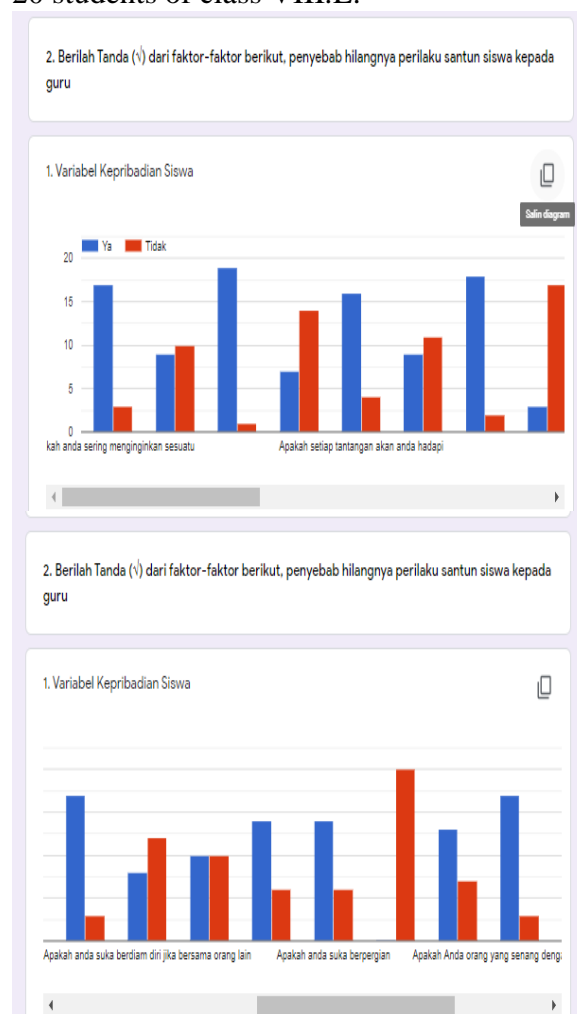 20 students of class VIII.E.
2. Berilah Tanda (√) dari faktor-faktor berikut, penyebab hilangnya perilaku santun siswa kepada
guru
1. Variabel Kepribadian Siswa
Salin diagram
Ya Tidak
20
15
10
5
0
kah anda sering menginginkan sesuatu Apakah setiap tantangan akan anda hadapi
2. Berilah Tanda (√) dari faktor-faktor berikut, penyebab hilangnya perilaku santun siswa kepada
guru
1. Variabel Kepribadian Siswa
Apakah anda suka berdiam diri jika bersama orang lain Apakah anda suka berpergian Apakah Anda orang yang senang deng